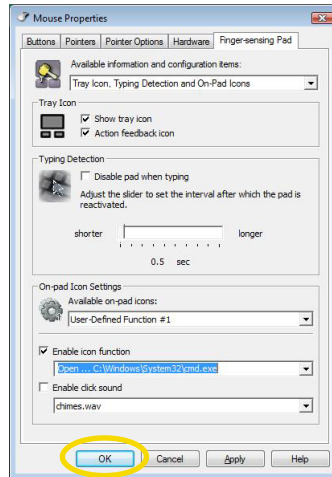 Mouse Properties
Buttons Pointers Pointer Options Hardware Finger-sensing Pad
Available information and configuration items:
Tray Icon, Typing Detection and On-Pad Icons
Tray Icon
Show tray icon
Action feedback icon
Typing Detection
Disable pad when typing
Adjust the slider to set the interval after which the pad is
reactivated.
shorter longer
0.5 sec
On-pad Icon Settings
Available on-pad icons:
User-Defined Function #1
Enable icon function
Open ... C:\Windows\System32\cmd.exe
Enable click sound
chimes.wav
OK Cancel Apply Help